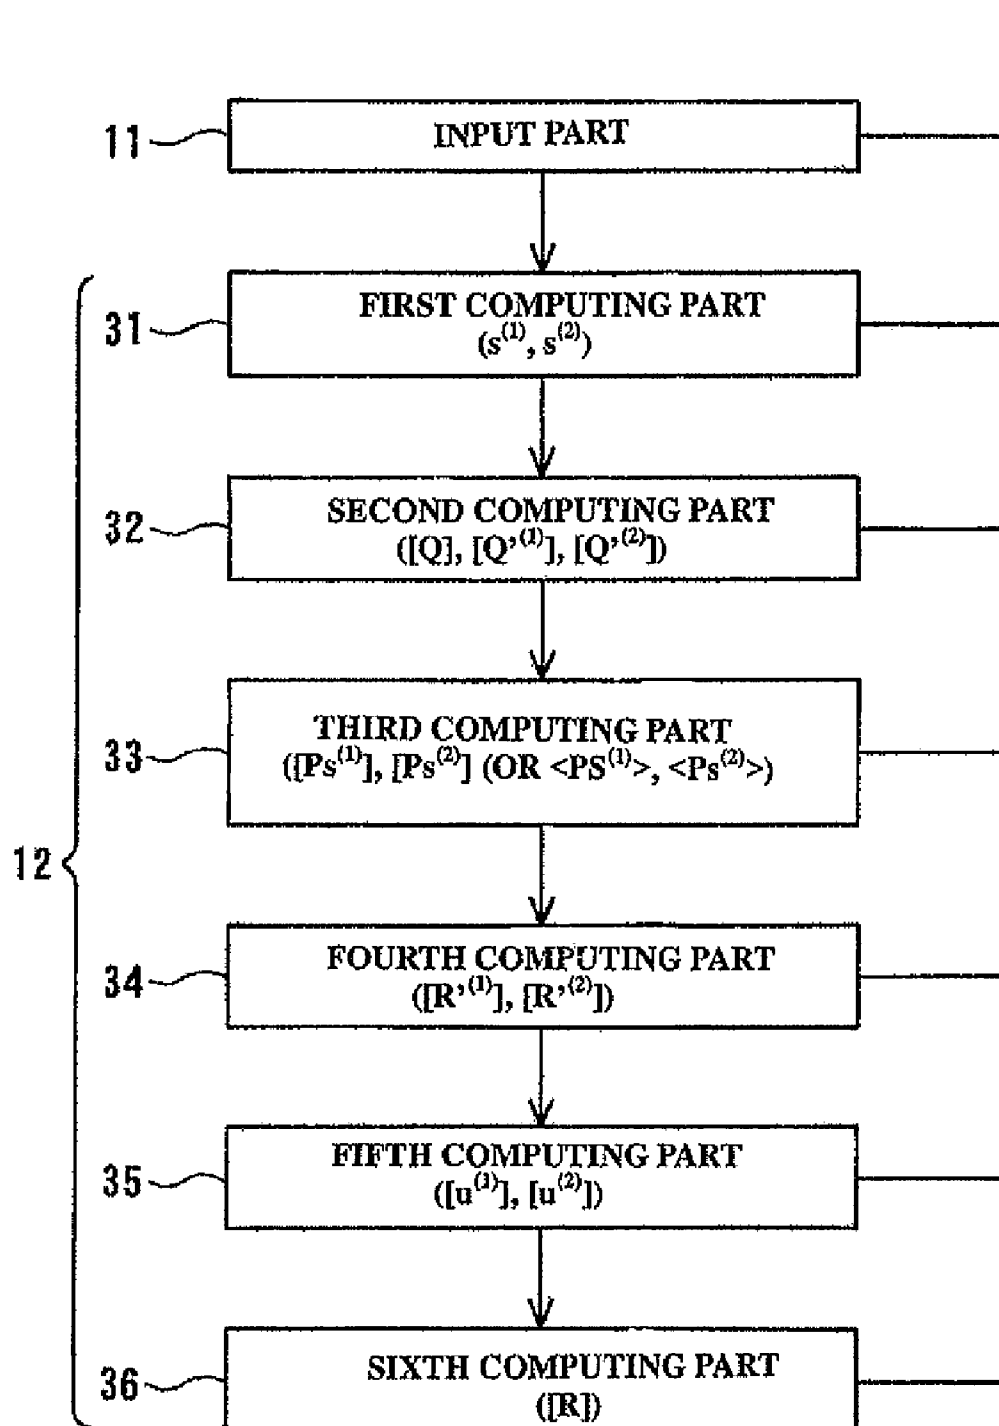 11
INPUT PART
31
FIRST COMPUTING PART
(s(1), s(2))
32
SECOND COMPUTING PART
([Q], [Q'(1)], [Q'(2)])
33
THIRD COMPUTING PART
([Ps(1)], [Ps(2)] (OR <PS(1)>, <Ps(2)>)
12
34
FOURTH COMPUTING PART
([R'(1)], [R'(2)])
35
FIFTH COMPUTING PART
([u(1)], [u(2)])
36
SIXTH COMPUTING PART
([R])